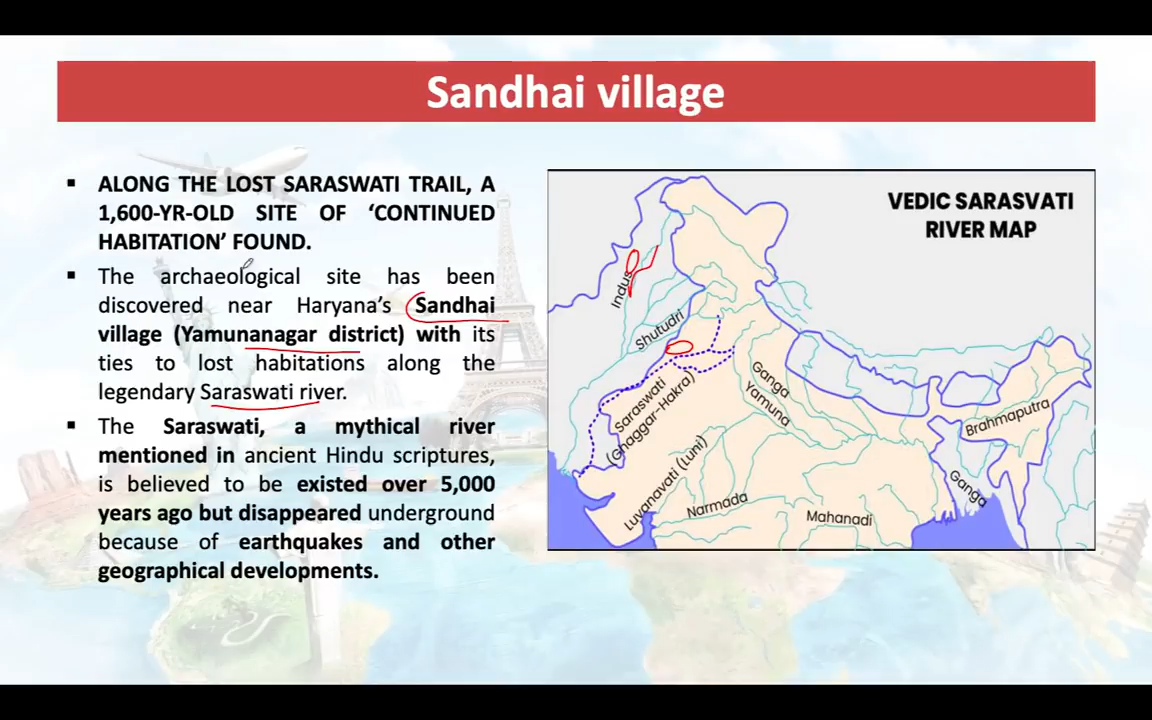 Sandhai village
▪ ALONG THE LOST SARASWATI TRAIL, A
1,600-YR-OLD SITE OF ‘CONTINUED
HABITATION’ FOUND.
▪ The archaeological site has been
discovered near Haryana’s Sandhai
village (Yamunanagar district) with its
ties to lost habitations along the
legendary Saraswati river.
▪ The Saraswati, a mythical river
mentioned in ancient Hindu scriptures,
is believed to be existed over 5,000
years ago but disappeared underground
because of earthquakes and other
geographical developments.
VEDIC SARASVATI
RIVER MAP
Indus
Shutudri
Saraswati
(Ghaggar-Hakra)
Ganga
Yamuna
Luvanavati (Luni)
Narmada
Mahanadi
Brahmaputra
Ganga